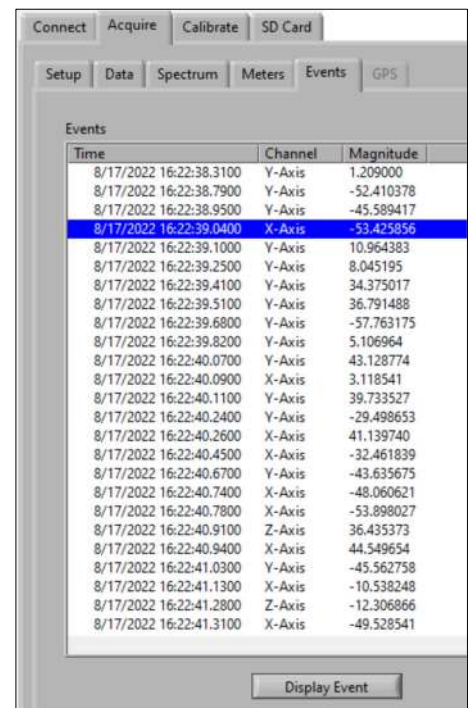 Connect Acquire Calibrate SD Card
Setup Data Spectrum Meters Events GPS
Events
Time Channel Magnitude
8/17/2022 16:22:38.3100 Y-Axis 1.209000
8/17/2022 16:22:38.7900 Y-Axis -52.410378
8/17/2022 16:22:38.9500 Y-Axis -45.589417
8/17/2022 16:22:39.0400 X-Axis -53.425856
8/17/2022 16:22:39.1000 Y-Axis 10.964383
8/17/2022 16:22:39.2500 Y-Axis 8.045195
8/17/2022 16:22:39.4100 Y-Axis 34.375017
8/17/2022 16:22:39.5100 Y-Axis 36.791488
8/17/2022 16:22:39.6800 Y-Axis -57.763175
8/17/2022 16:22:39.8200 Y-Axis 5.106964
8/17/2022 16:22:40.0700 Y-Axis 43.128774
8/17/2022 16:22:40.0900 X-Axis 3.118541
8/17/2022 16:22:40.1100 Y-Axis 39.733527
8/17/2022 16:22:40.2400 Y-Axis -29.498653
8/17/2022 16:22:40.2600 X-Axis 41.139740
8/17/2022 16:22:40.4500 X-Axis -32.461839
8/17/2022 16:22:40.6700 Y-Axis -43.635675
8/17/2022 16:22:40.7400 X-Axis -48.060621
8/17/2022 16:22:40.7800 X-Axis -53.898027
8/17/2022 16:22:40.9100 Z-Axis 36.435373
8/17/2022 16:22:40.9400 X-Axis 44.549654
8/17/2022 16:22:41.0300 Y-Axis -45.562758
8/17/2022 16:22:41.1300 X-Axis -10.538248
8/17/2022 16:22:41.2800 Z-Axis -12.306866
8/17/2022 16:22:41.3100 X-Axis -49.528541
Display Event